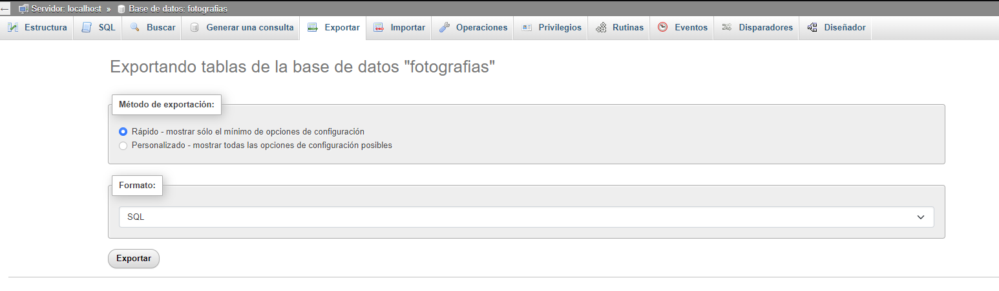 Servidor: localhost » Base de datos: fotografias
Estructura SQL Buscar Generar una consulta Exportar Importar Operaciones Privilegios Rutinas Eventos Disparadores Diseñador
Exportando tablas de la base de datos "fotografias"
Método de exportación:
Rápido - mostrar sólo el mínimo de opciones de configuración
Personalizado - mostrar todas las opciones de configuración posibles
Formato:
SQL
Exportar